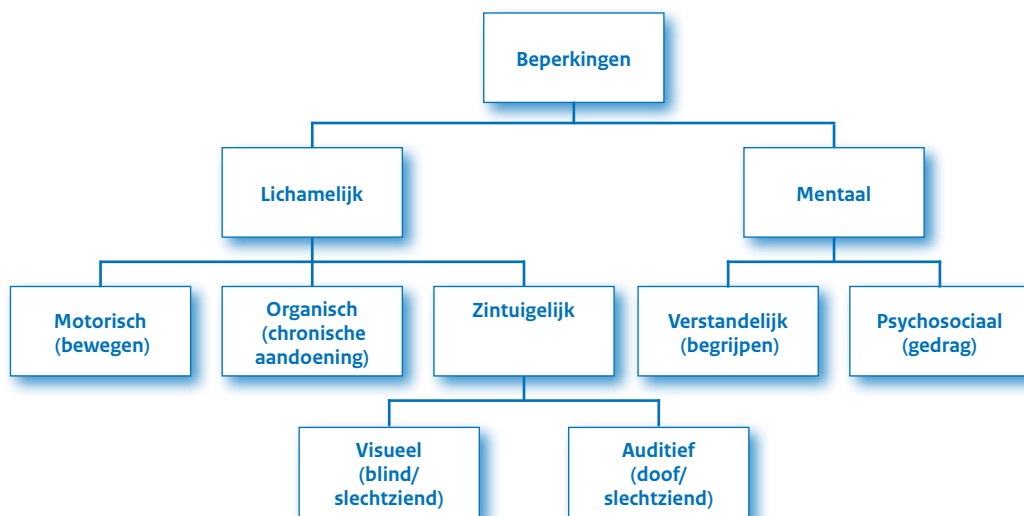 Beperkingen
Lichamelijk
Mentaal
Motorisch
(bewegen)
Organisch
(chronische
aandoening)
Zintuigelijk
Verstandelijk
(begrijpen)
Psychosociaal
(gedrag)
Visueel
(blind/
slechtziend)
Auditief
(doof/
slechtziend)